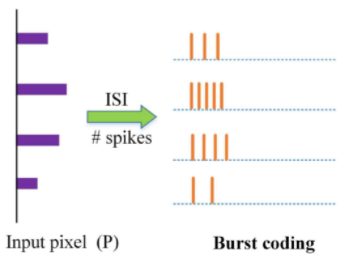 ISI
# spikes
Input pixel (P)
Burst coding